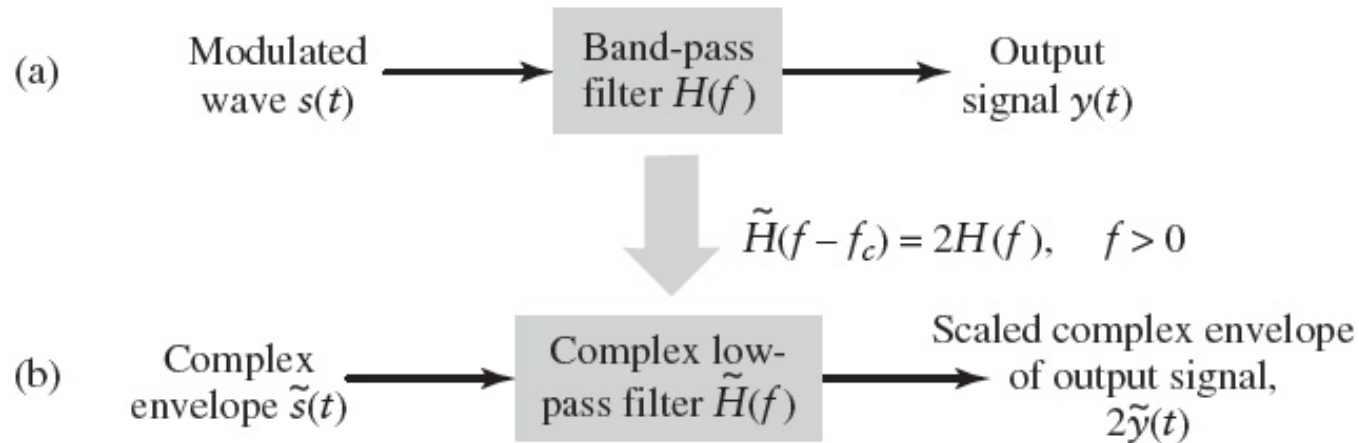 (a)
Modulated
wave s(t)
Band-pass
filter H(f)
Output
signal y(t)
H̃(f – f_c) = 2H(f),    f > 0
(b)
Complex
envelope s̃(t)
Complex low-
pass filter H̃(f)
Scaled complex envelope
of output signal,
2ỹ(t)